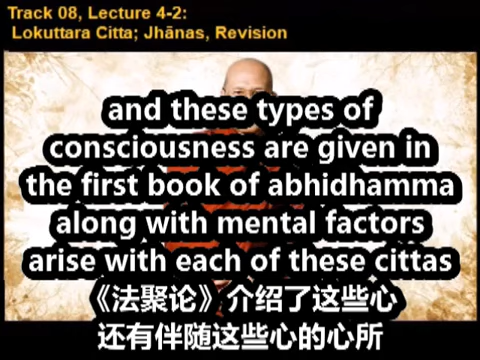 Track 08, Lecture 4-2:
Lokuttara Citta; Jhānas, Revision
and these types of
consciousness are given in
the first book of abhidhamma
along with mental factors
arise with each of these cittas
《法聚论》介绍了这些心
还有伴随这些心的心所